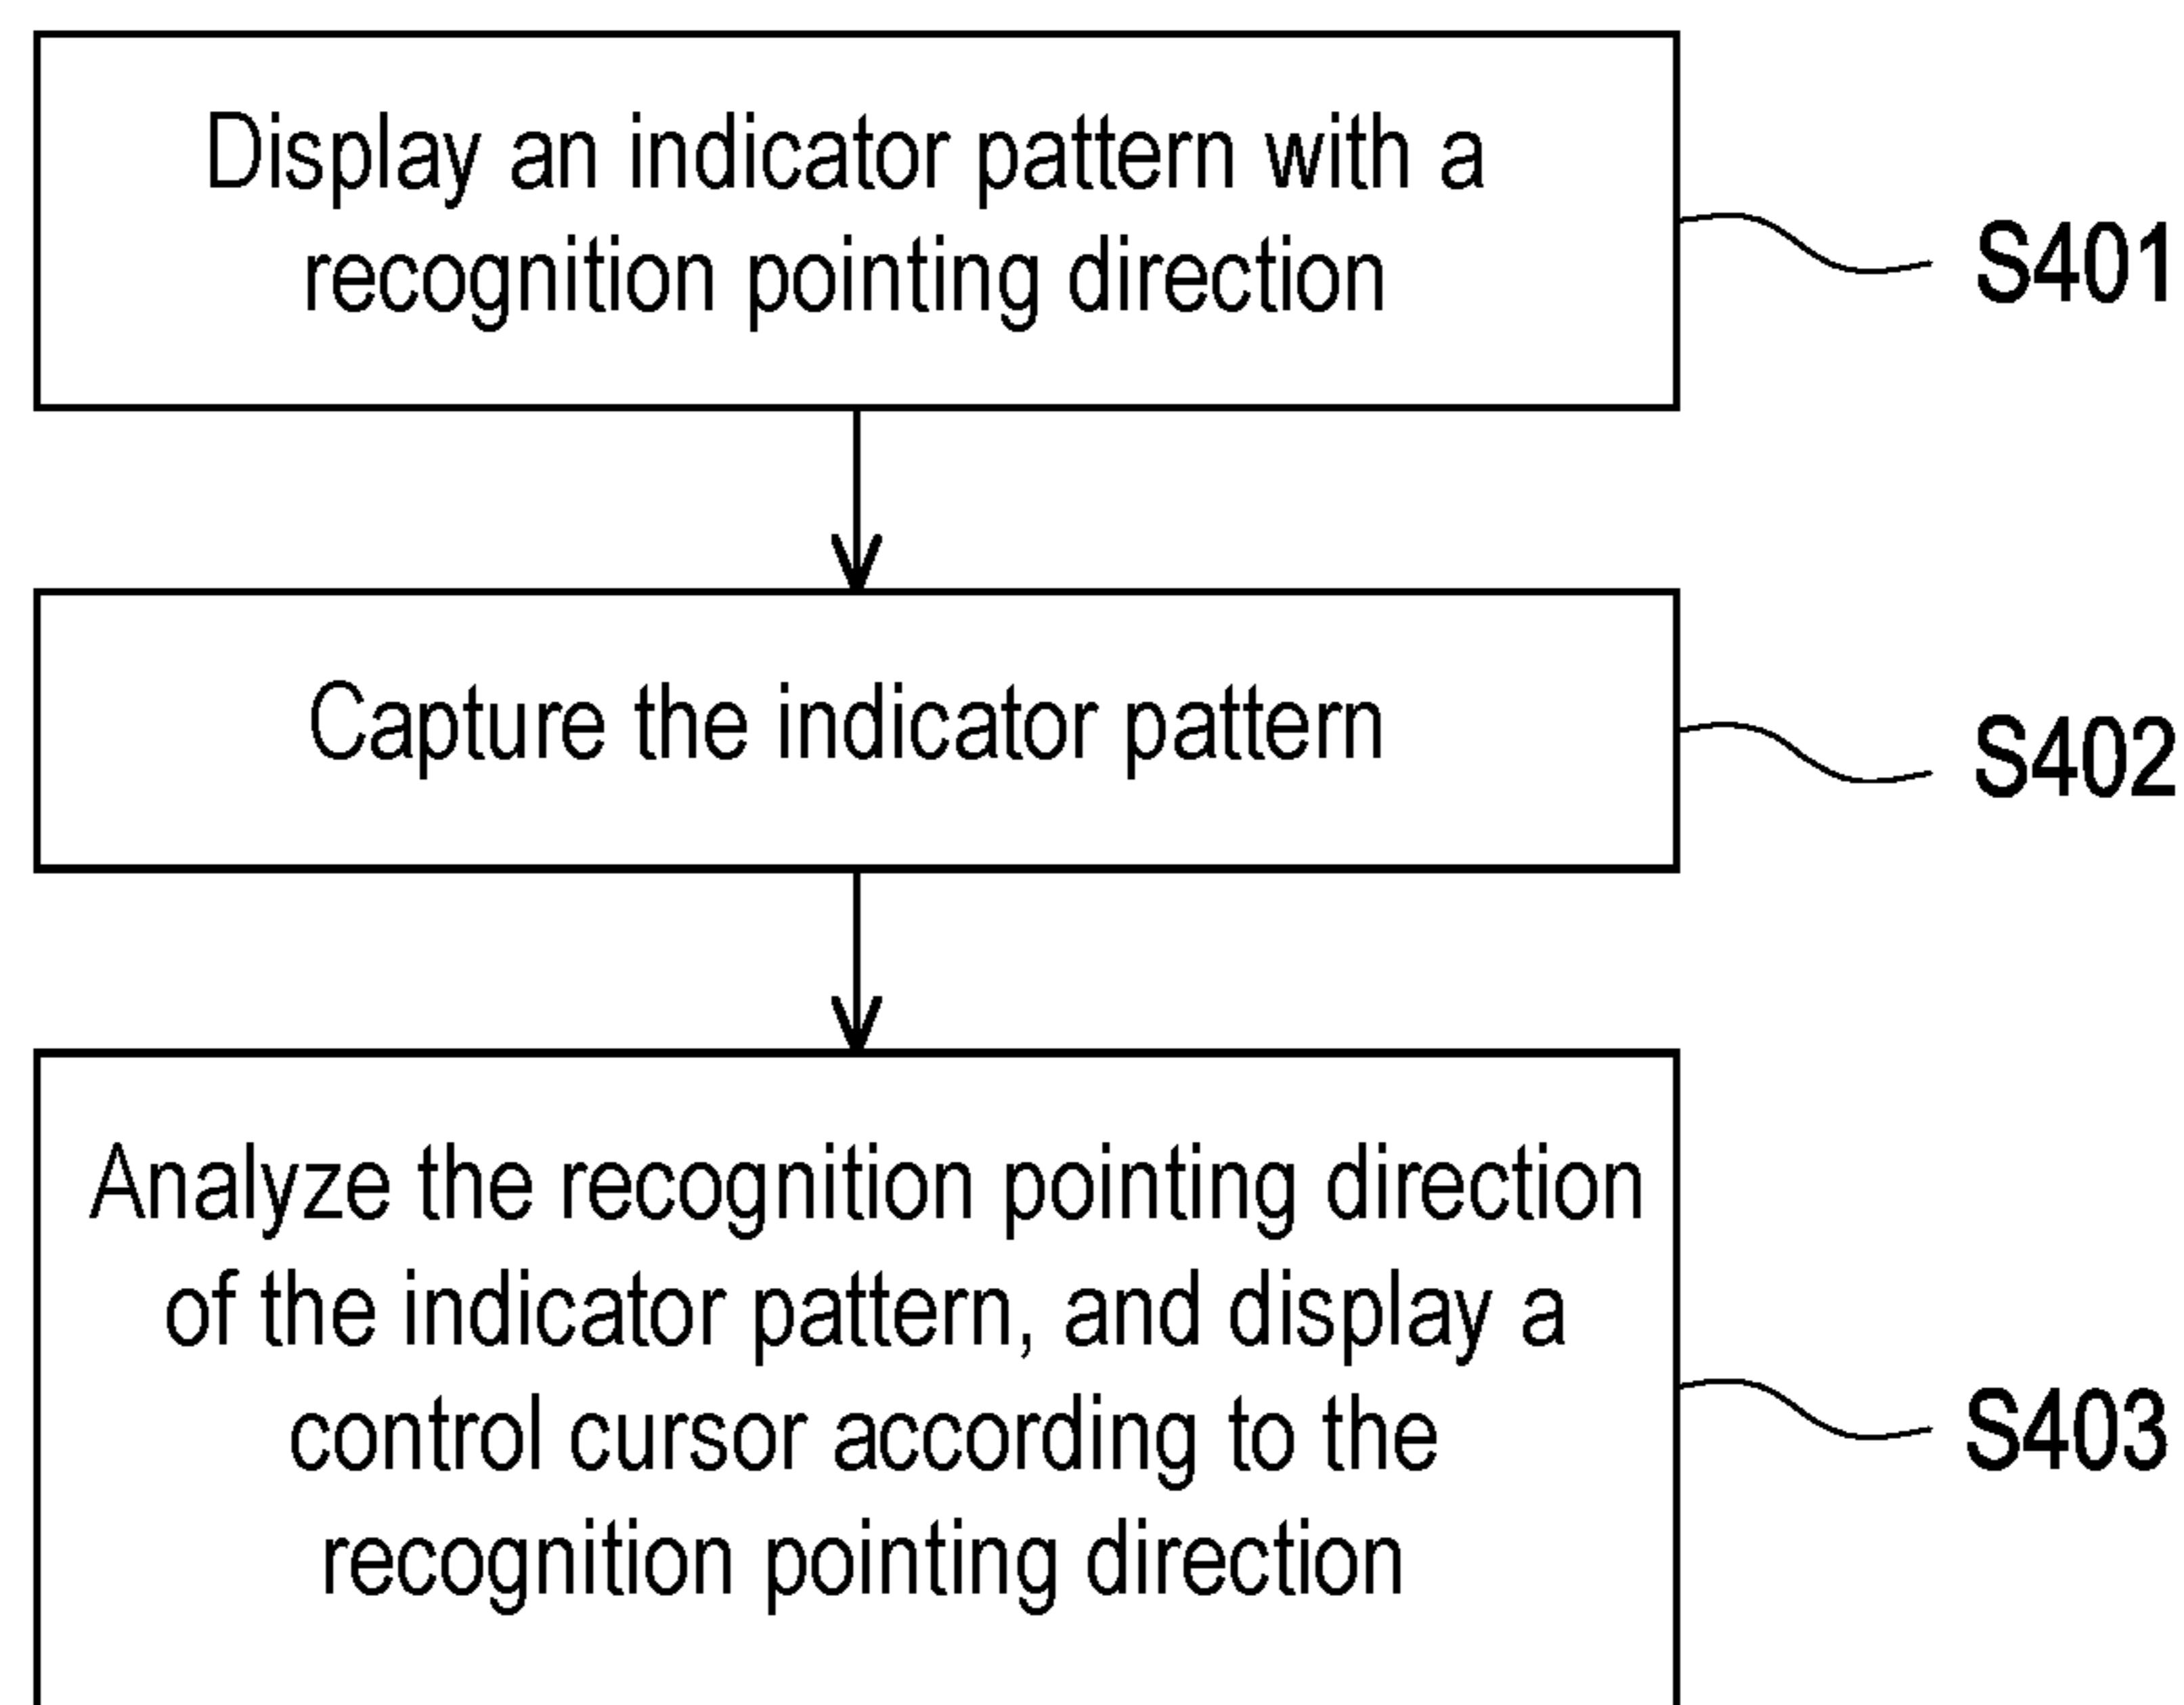 Display an indicator pattern with a
recognition pointing direction
S401
Capture the indicator pattern
S402
Analyze the recognition pointing direction
of the indicator pattern, and display a
control cursor according to the
recognition pointing direction
S403